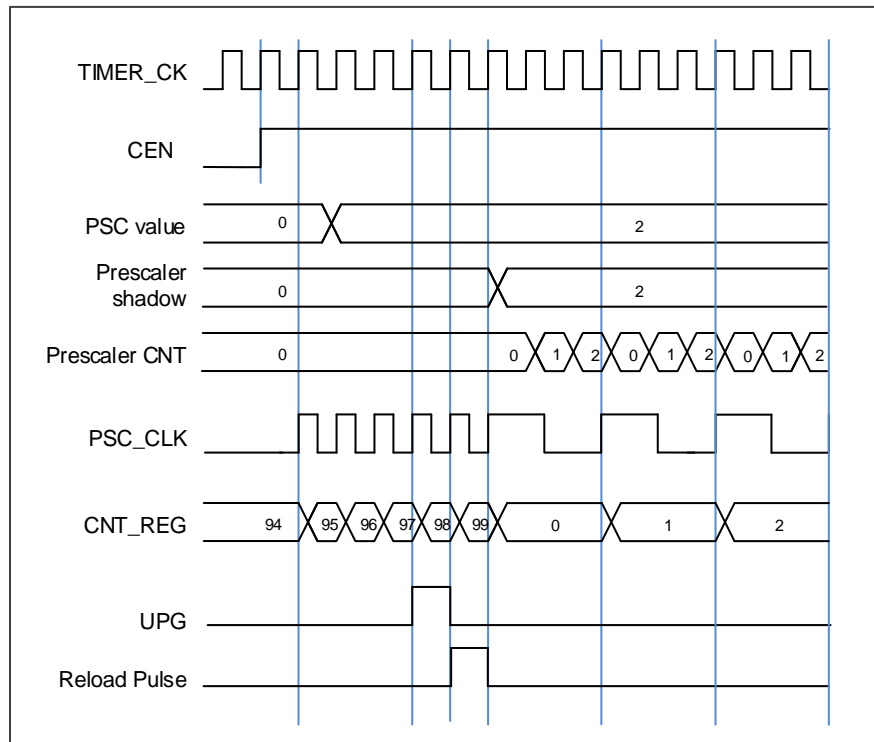 TIMER_CK
CEN
PSC value 0 2
Prescaler
shadow 0 2
Prescaler CNT 0 0 1 2 0 1 2 0 1 2
PSC_CLK
CNT_REG 94 95 96 97 98 99 0 1 2
UPG
Reload Pulse